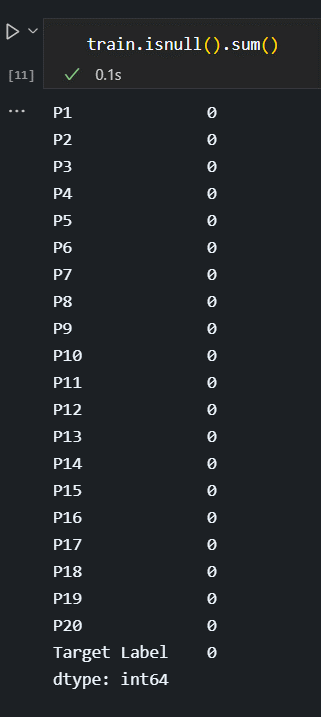 train.isnull().sum()
[11] 0.1s
P1 0
P2 0
P3 0
P4 0
P5 0
P6 0
P7 0
P8 0
P9 0
P10 0
P11 0
P12 0
P13 0
P14 0
P15 0
P16 0
P17 0
P18 0
P19 0
P20 0
Target Label 0
dtype: int64